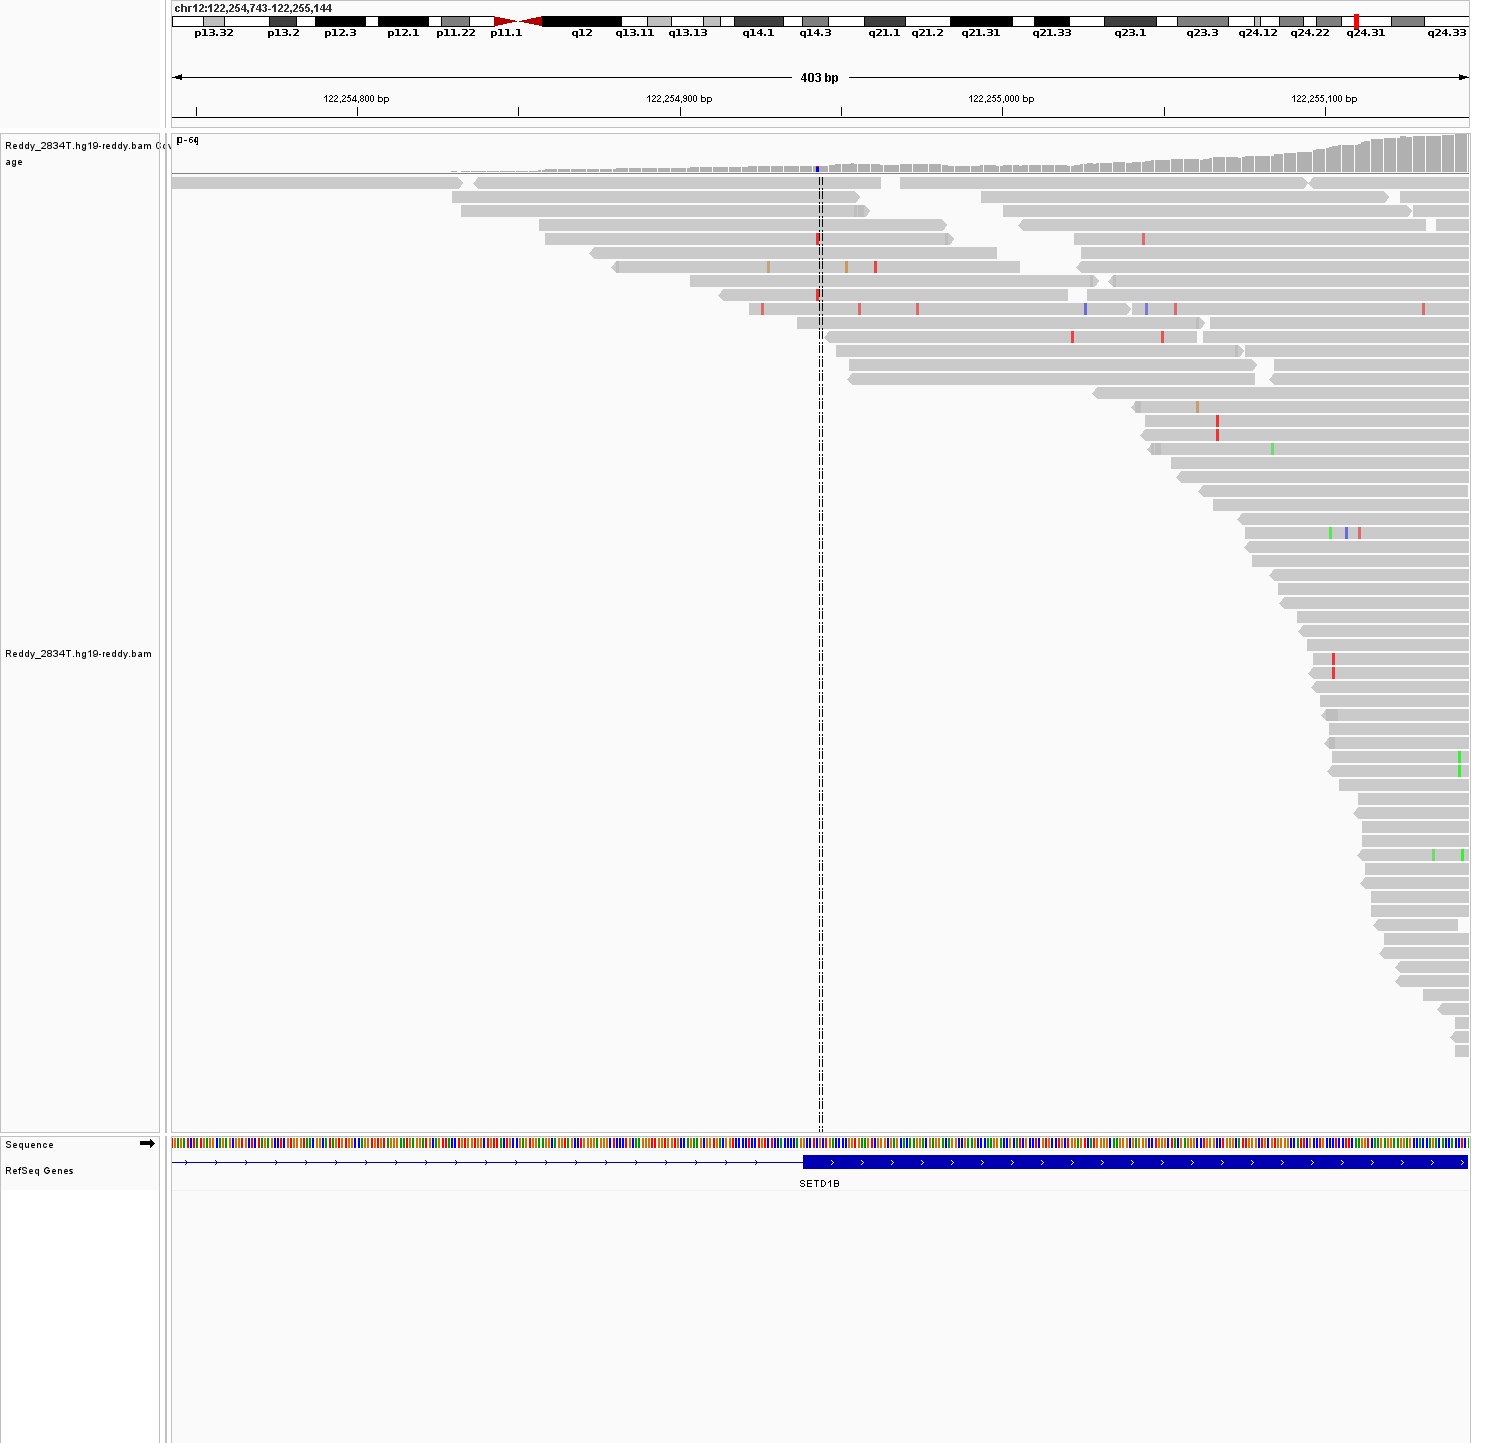 chr12:122,254,743-122,255,144
p13.32 p13.2 p12.3 p12.1 p11.22 p11.1 q12 q13.11 q13.13 q14.1 q14.3 q21.1 q21.2 q21.31 q21.33 q23.1 q23.3 q24.12 q24.22 q24.31 q24.33
403 bp
122,254,800 bp 122,254,900 bp 122,255,000 bp 122,255,100 bp
Reddy_2834T.hg19-reddy.bam Cov
age
Reddy_2834T.hg19-reddy.bam
Sequence
RefSeq Genes
SETD1B